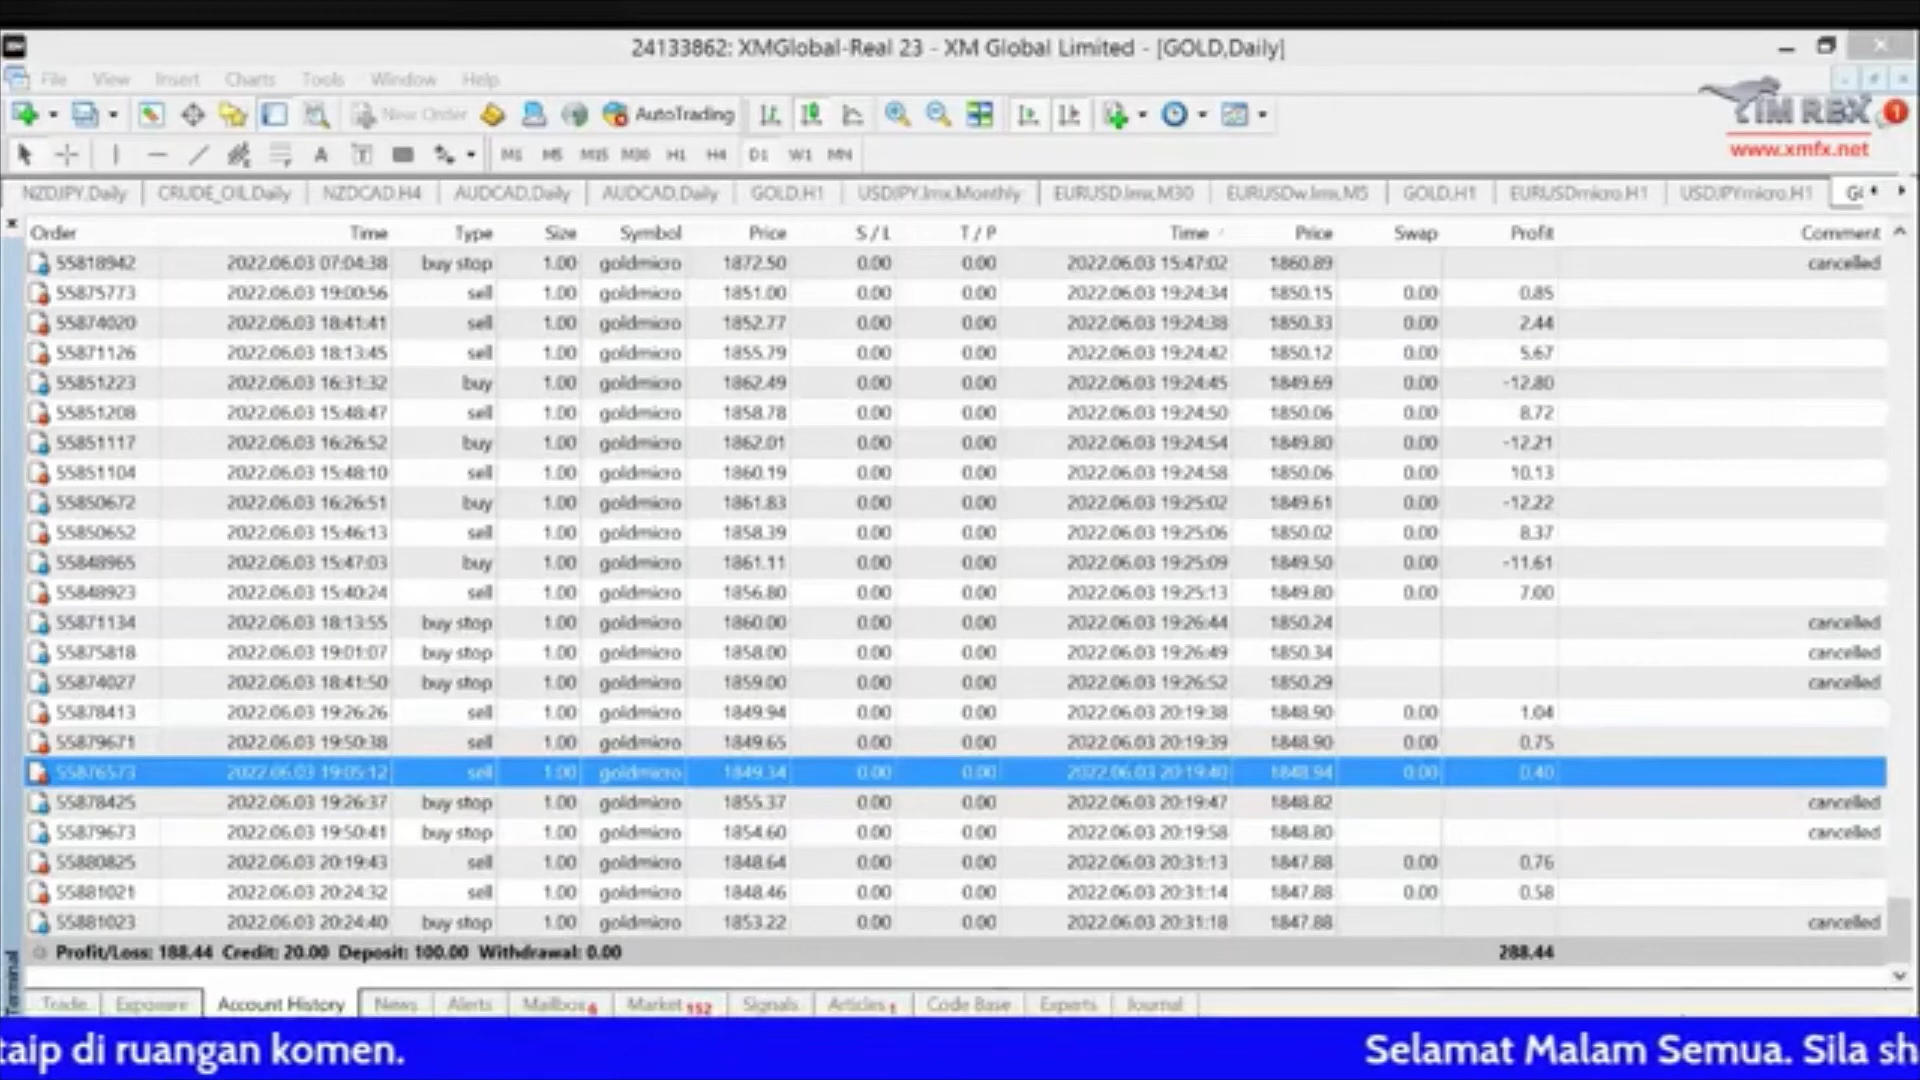 24133862: XMGlobal-Real 23 - XM Global Limited - [GOLD,Daily]
File View Insert Charts Tools Window Help
New Order AutoTrading
TIM RBX 1
www.xmfx.net
A T M1 M5 M15 M30 H1 H4 D1 W1 MN
NZDJPY,Daily CRUDE_OIL,Daily NZDCAD,H4 AUDCAD,Daily AUDCAD,Daily GOLD,H1 USDJPY.lmx,Monthly EURUSD.lmx,M30 EURUSDw.lmx,M5 GOLD,H1 EURUSDmicro,H1 USDJPYmicro,H1
Order Time Type Size Symbol Price S / L T / P Time Price Swap Profit Comment
55818942 2022.06.03 07:04:38 buy stop 1.00 goldmicro 1872.50 0.00 0.00 2022.06.03 15:47:02 1860.89 cancelled
55875773 2022.06.03 19:00:56 sell 1.00 goldmicro 1851.00 0.00 0.00 2022.06.03 19:24:34 1850.15 0.00 0.85
55874020 2022.06.03 18:41:41 sell 1.00 goldmicro 1852.77 0.00 0.00 2022.06.03 19:24:38 1850.33 0.00 2.44
55871126 2022.06.03 18:13:45 sell 1.00 goldmicro 1855.79 0.00 0.00 2022.06.03 19:24:42 1850.12 0.00 5.67
55851223 2022.06.03 16:31:32 buy 1.00 goldmicro 1862.49 0.00 0.00 2022.06.03 19:24:45 1849.69 0.00 -12.80
55851208 2022.06.03 15:48:47 sell 1.00 goldmicro 1858.78 0.00 0.00 2022.06.03 19:24:50 1850.06 0.00 8.72
55851117 2022.06.03 16:26:52 buy 1.00 goldmicro 1862.01 0.00 0.00 2022.06.03 19:24:54 1849.80 0.00 -12.21
55851104 2022.06.03 15:48:10 sell 1.00 goldmicro 1860.19 0.00 0.00 2022.06.03 19:24:58 1850.06 0.00 10.13
55850672 2022.06.03 16:26:51 buy 1.00 goldmicro 1861.83 0.00 0.00 2022.06.03 19:25:02 1849.61 0.00 -12.22
55850652 2022.06.03 15:46:13 sell 1.00 goldmicro 1858.39 0.00 0.00 2022.06.03 19:25:06 1850.02 0.00 8.37
55848965 2022.06.03 15:47:03 buy 1.00 goldmicro 1861.11 0.00 0.00 2022.06.03 19:25:09 1849.50 0.00 -11.61
55848923 2022.06.03 15:40:24 sell 1.00 goldmicro 1856.80 0.00 0.00 2022.06.03 19:25:13 1849.80 0.00 7.00
55871134 2022.06.03 18:13:55 buy stop 1.00 goldmicro 1860.00 0.00 0.00 2022.06.03 19:26:44 1850.24 cancelled
55875818 2022.06.03 19:01:07 buy stop 1.00 goldmicro 1858.00 0.00 0.00 2022.06.03 19:26:49 1850.34 cancelled
55874027 2022.06.03 18:41:50 buy stop 1.00 goldmicro 1859.00 0.00 0.00 2022.06.03 19:26:52 1850.29 cancelled
55878413 2022.06.03 19:26:26 sell 1.00 goldmicro 1849.94 0.00 0.00 2022.06.03 20:19:38 1848.90 0.00 1.04
55879671 2022.06.03 19:50:38 sell 1.00 goldmicro 1849.65 0.00 0.00 2022.06.03 20:19:39 1848.90 0.00 0.75
55876573 2022.06.03 19:05:12 sell 1.00 goldmicro 1849.34 0.00 0.00 2022.06.03 20:19:40 1848.94 0.00 0.40
55878425 2022.06.03 19:26:37 buy stop 1.00 goldmicro 1855.37 0.00 0.00 2022.06.03 20:19:47 1848.82 cancelled
55879673 2022.06.03 19:50:41 buy stop 1.00 goldmicro 1854.60 0.00 0.00 2022.06.03 20:19:58 1848.80 cancelled
55880825 2022.06.03 20:19:43 sell 1.00 goldmicro 1848.64 0.00 0.00 2022.06.03 20:31:13 1847.88 0.00 0.76
55881021 2022.06.03 20:24:32 sell 1.00 goldmicro 1848.46 0.00 0.00 2022.06.03 20:31:14 1847.88 0.00 0.58
55881023 2022.06.03 20:24:40 buy stop 1.00 goldmicro 1853.22 0.00 0.00 2022.06.03 20:31:18 1847.88 cancelled
Profit/Loss: 188.44 Credit: 20.00 Deposit: 100.00 Withdrawal: 0.00 288.44
Terminal
Trade Exposure Account History News Alerts Mailbox 6 Market 152 Signals Articles 1 Code Base Experts Journal
taip di ruangan komen. Selamat Malam Semua. Sila sh